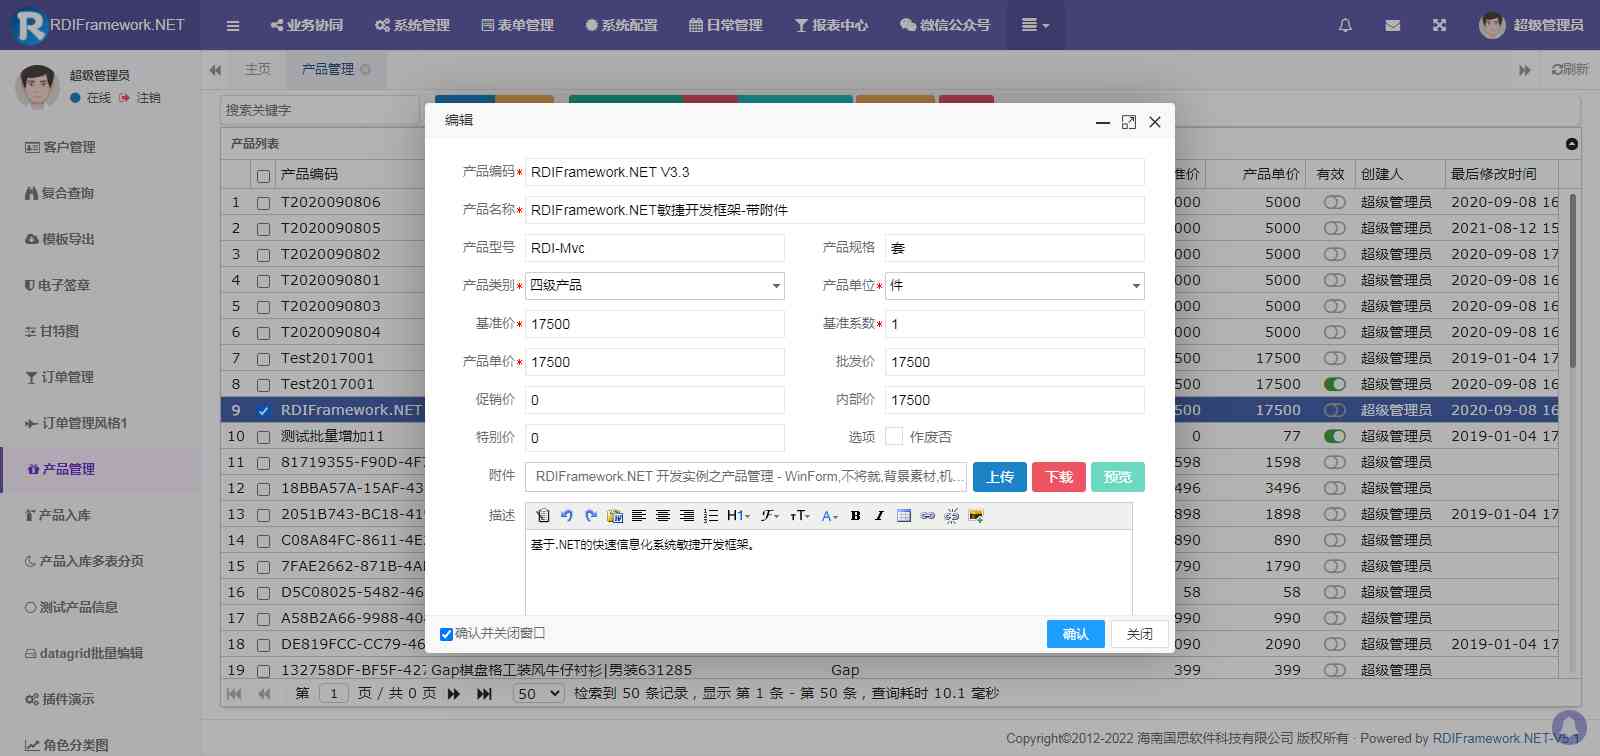 RDIFramework.NET
业务协同 系统管理 表单管理 系统配置 日常管理 报表中心 微信公众号 超级管理员
超级管理员
在线 注销
主页 产品管理 刷新
客户管理
复合查询
模板导出
电子签章
甘特图
订单管理
订单管理风格1
产品管理
产品入库
产品入库多表分页
测试产品信息
datagrid批量编辑
插件演示
角色分类图
搜索关键字
产品列表
产品编码 准价 产品单价 有效 创建人 最后修改时间
1 T2020090806 000 5000 超级管理员 2020-09-08 16
2 T2020090805 000 5000 超级管理员 2021-08-12 15
3 T2020090802 000 5000 超级管理员 2020-09-08 17
4 T2020090801 000 5000 超级管理员 2020-09-08 16
5 T2020090803 000 5000 超级管理员 2020-09-08 16
6 T2020090804 000 5000 超级管理员 2020-09-08 16
7 Test2017001 500 17500 超级管理员 2019-01-04 17
8 Test2017001 500 17500 超级管理员 2020-09-08 16
9 RDIFramework.NET 500 17500 超级管理员 2020-09-08 16
10 测试批量增加11 0 77 超级管理员 2019-01-04 17
11 81719355-F90D-4F 598 1598 超级管理员
12 18BBA57A-15AF-43 496 3496 超级管理员
13 2051B743-BC18-41 898 1898 超级管理员 2019-01-04 17
14 C08A84FC-8611-4E 890 890 超级管理员
15 7FAE2662-871B-4A 790 1790 超级管理员
16 D5C08025-5482-46 58 58 超级管理员
17 A58B2A66-9988-40 990 990 超级管理员
18 DE819FCC-CC79-46 090 2090 超级管理员 2019-01-04 17
19 132758DF-BF5F-427 Gap棋盘格工装风牛仔衬衫|男装631285 Gap 399 399 超级管理员
第 1 页 / 共 0 页 50 检索到 50 条记录，显示 第 1 条 - 第 50 条，查询耗时 10.1 毫秒
Copyright©2012-2022 海南国思软件科技有限公司 版权所有 · Powered by RDIFramework.NET-V5.1
编辑
产品编码* RDIFramework.NET V3.3
产品名称* RDIFramework.NET敏捷开发框架-带附件
产品型号 RDI-Mvc 产品规格 套
产品类别* 四级产品 产品单位* 件
基准价* 17500 基准系数* 1
产品单价* 17500 批发价 17500
促销价 0 内部价 17500
特别价 0 选项 作废否
附件 RDIFramework.NET 开发实例之产品管理 - WinForm,不将就,背景素材,机... 上传 下载 预览
描述 H1 F TT A B I
基于.NET的快速信息化系统敏捷开发框架。
确认并关闭窗口 确认 关闭